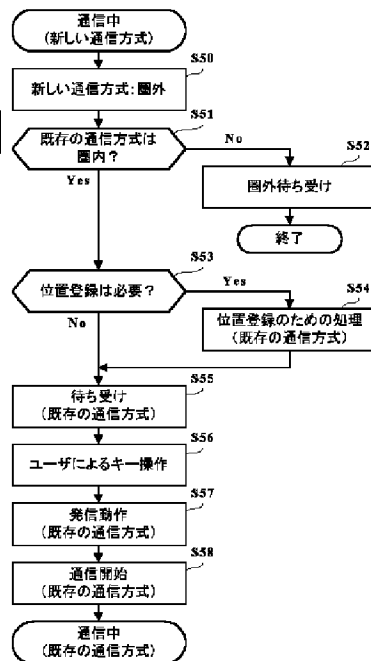 通信中
(新しい通信方式)
S50
新しい通信方式:圏外
S51
既存の通信方式は
圏内?
No
Yes
S52
圏外待ち受け
終了
S53
位置登録は必要?
Yes
No
S54
位置登録のための処理
(既存の通信方式)
S55
待ち受け
(既存の通信方式)
S56
ユーザによるキー操作
S57
発信動作
(既存の通信方式)
S58
通信開始
(既存の通信方式)
通信中
(既存の通信方式)